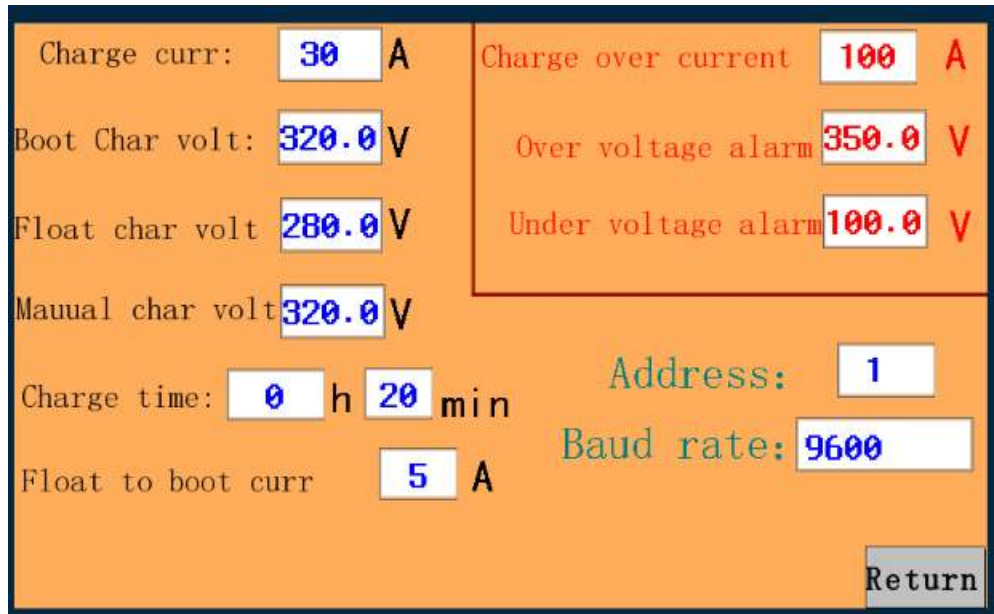 Charge curr: 30 A
Boot Char volt: 320.0 V
Float char volt 280.0 V
Mauual char volt 320.0 V
Charge time: 0 h 20 min
Float to boot curr 5 A
Charge over current 100 A
Over voltage alarm 350.0 V
Under voltage alarm 100.0 V
Address: 1
Baud rate: 9600
Return